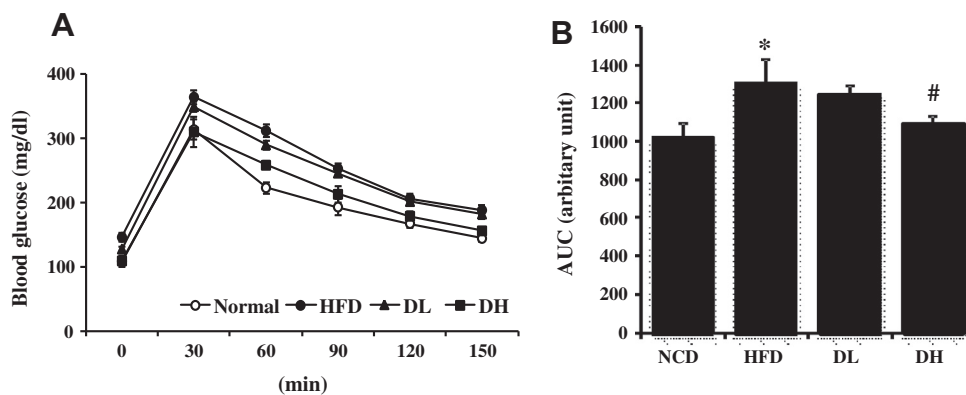 A
Blood glucose (mg/dl)
400
300
200
100
0
Normal HFD DL DH
0 30 60 90 120 150
(min)
B
AUC (arbitary unit)
1600
1400
1200
1000
800
600
400
200
0
*
#
NCD HFD DL DH